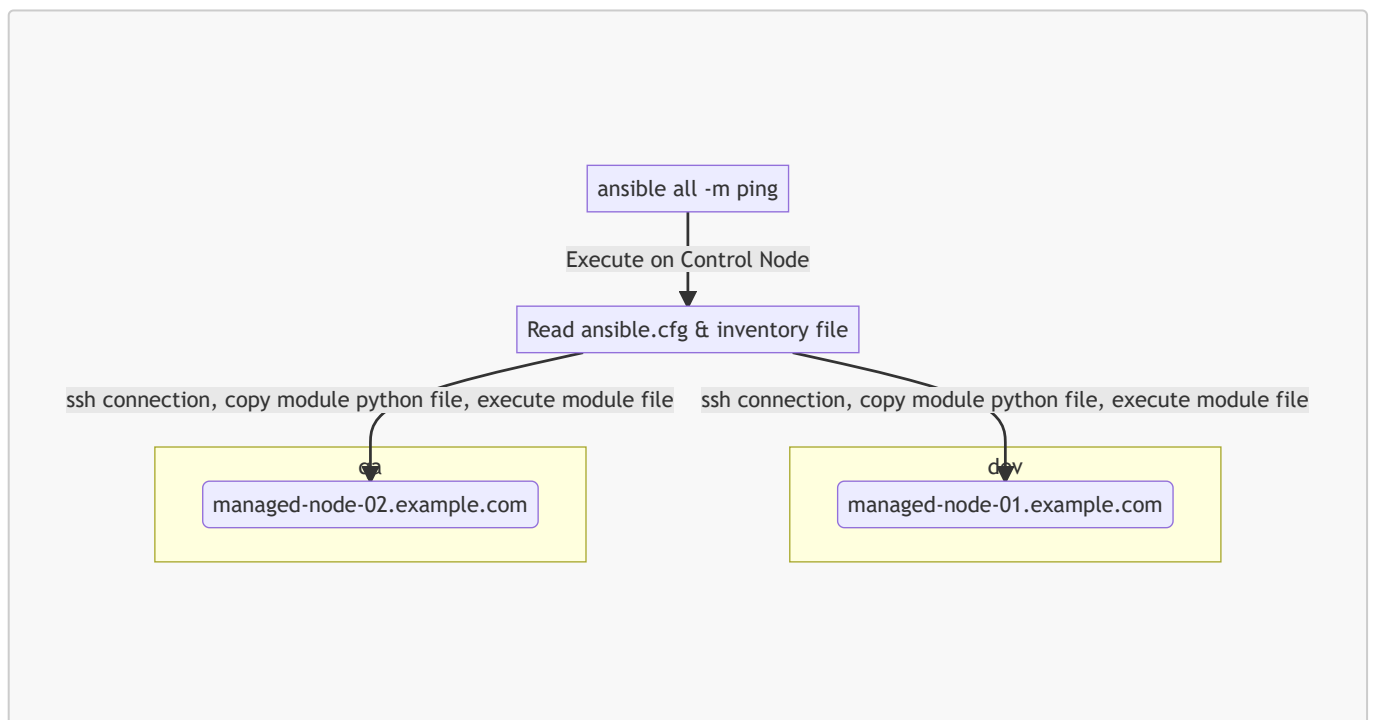 ansible all -m ping
Execute on Control Node
Read ansible.cfg & inventory file
ssh connection, copy module python file, execute module file
ssh connection, copy module python file, execute module file
dev
managed-node-02.example.com
managed-node-01.example.com